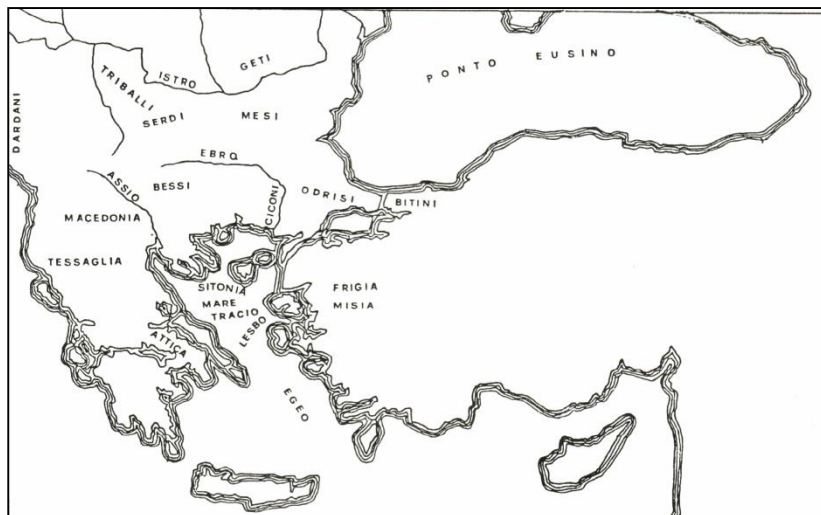 PONTO EUSINO
GETI
ISTRO
TRIBALLI
SERDI
MESI
DARDANI
EBRO
ASSIO
BESSI
CICONI
ODRISI
BITINI
MACEDONIA
TESSAGLIA
SITONIA
MARE
TRACIO
LESBO
FRIGIA
MISIA
ATTICA
EGEO